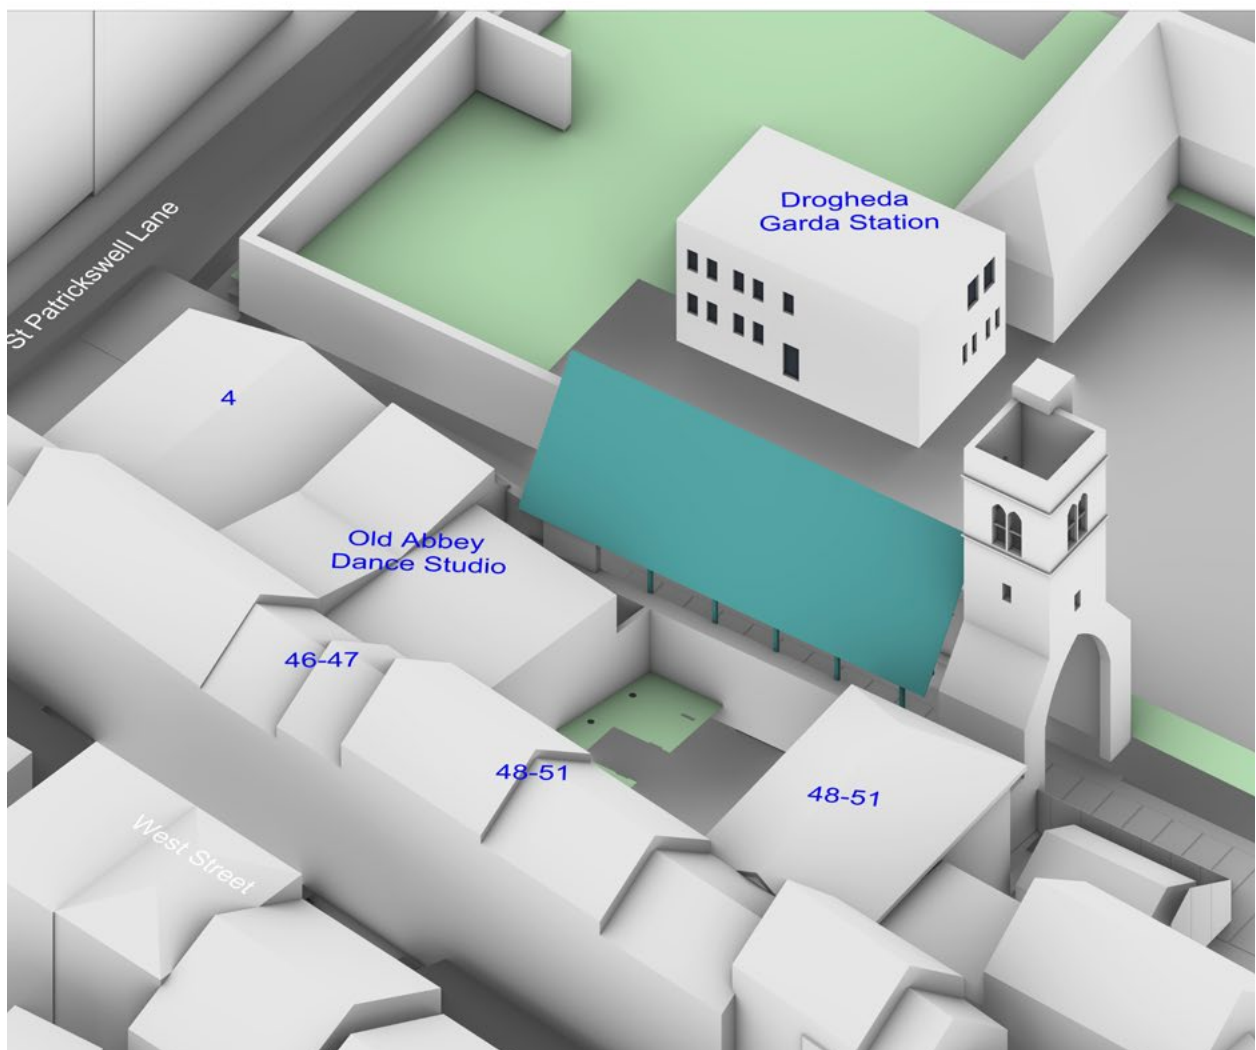 Drogheda
Garda Station
St Patrickswell Lane
4
Old Abbey
Dance Studio
46-47
48-51
48-51
West Street